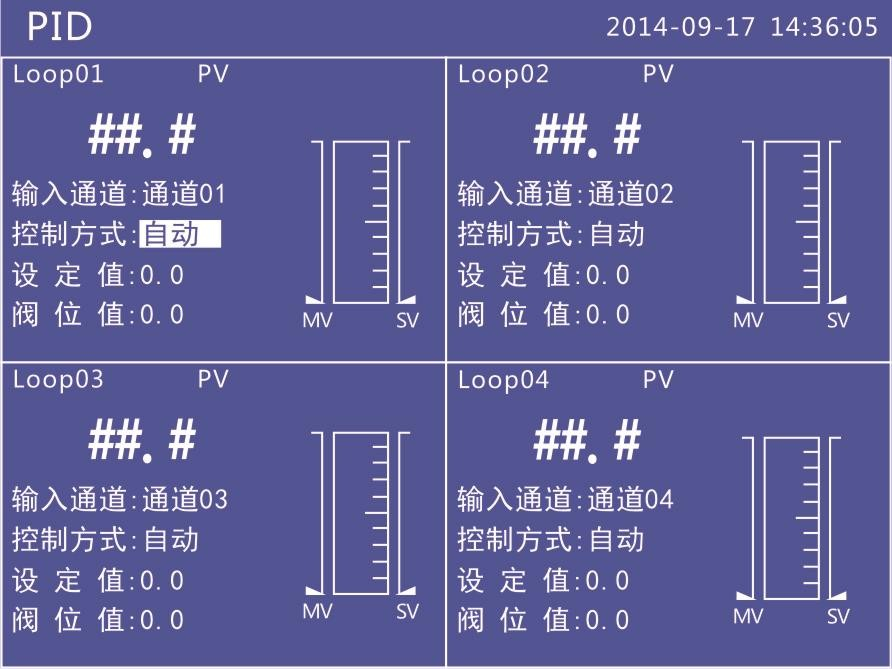 PID 2014-09-17 14:36:05
Loop01 PV
##.#
输入通道:通道01
控制方式:自动
设 定 值:0.0
阀 位 值:0.0
MV SV
Loop02 PV
##.#
输入通道:通道02
控制方式:自动
设 定 值:0.0
阀 位 值:0.0
MV SV
Loop03 PV
##.#
输入通道:通道03
控制方式:自动
设 定 值:0.0
阀 位 值:0.0
MV SV
Loop04 PV
##.#
输入通道:通道04
控制方式:自动
设 定 值:0.0
阀 位 值:0.0
MV SV